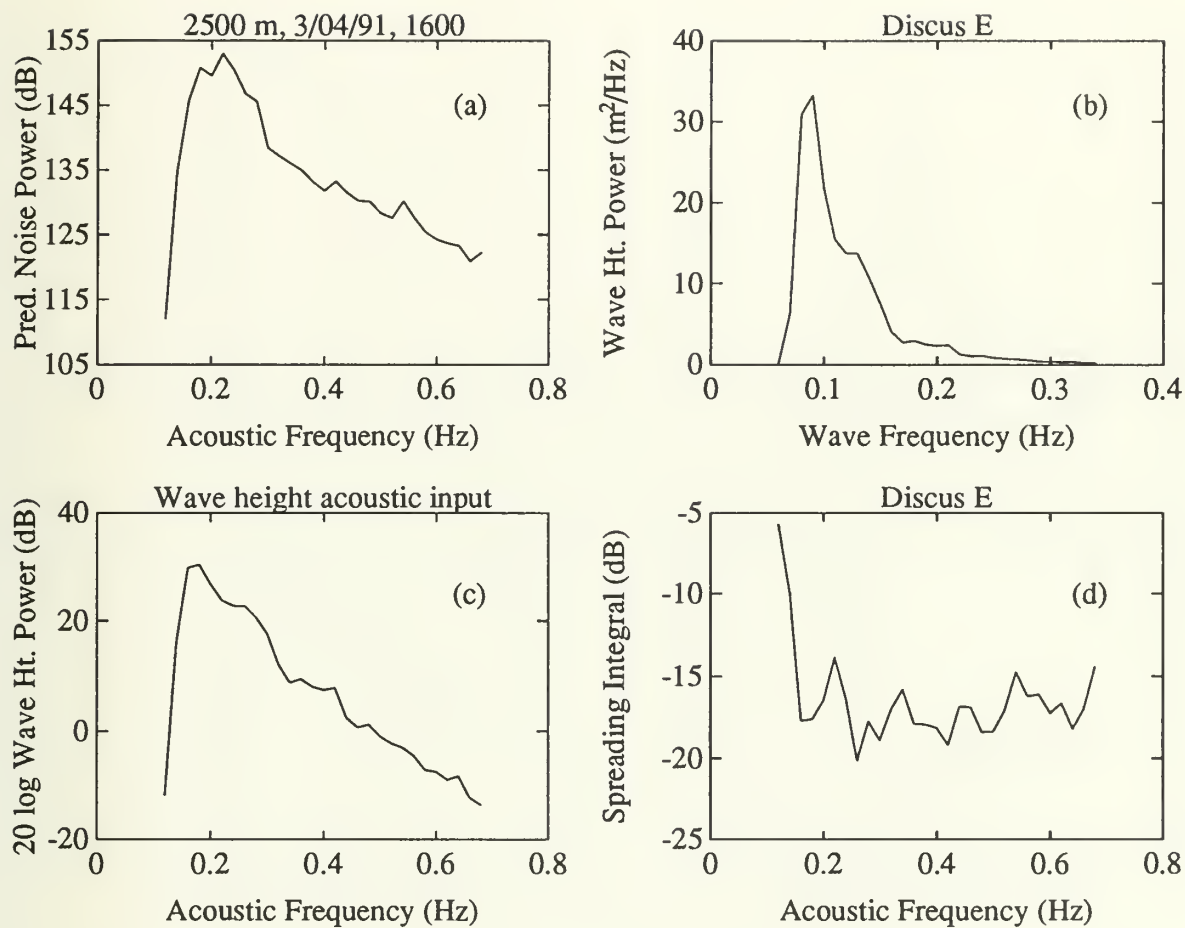 2500 m, 3/04/91, 1600
Pred. Noise Power (dB)
155
145
135
125
115
105
(a)
0
0.2
0.4
0.6
0.8
Acoustic Frequency (Hz)
Discus E
Wave Ht. Power (m²/Hz)
40
30
20
10
0
(b)
0
0.1
0.2
0.3
0.4
Wave Frequency (Hz)
Wave height acoustic input
20 log Wave Ht. Power (dB)
40
20
0
-20
(c)
0
0.2
0.4
0.6
0.8
Acoustic Frequency (Hz)
Discus E
Spreading Integral (dB)
-5
-10
-15
-20
-25
(d)
0
0.2
0.4
0.6
0.8
Acoustic Frequency (Hz)